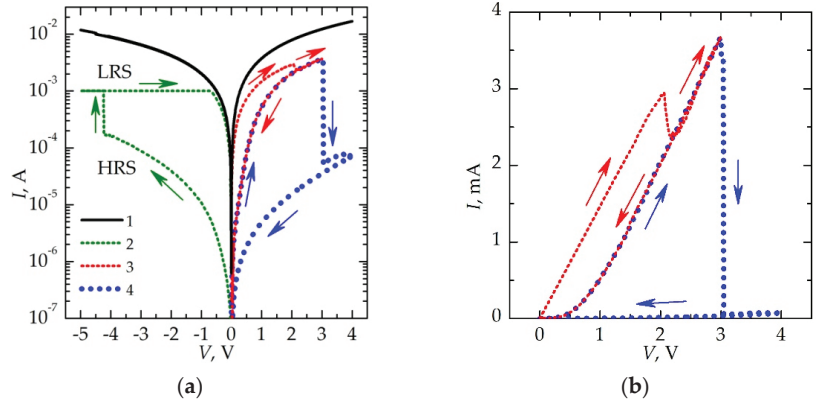 10⁻²
10⁻³
10⁻⁴
10⁻⁵
10⁻⁶
10⁻⁷
I, A
LRS
HRS
1
2
3
4
-5 -4 -3 -2 -1 0 1 2 3 4
V, V
(a)
4
3
2
1
0
I, mA
0 1 2 3 4
V, V
(b)